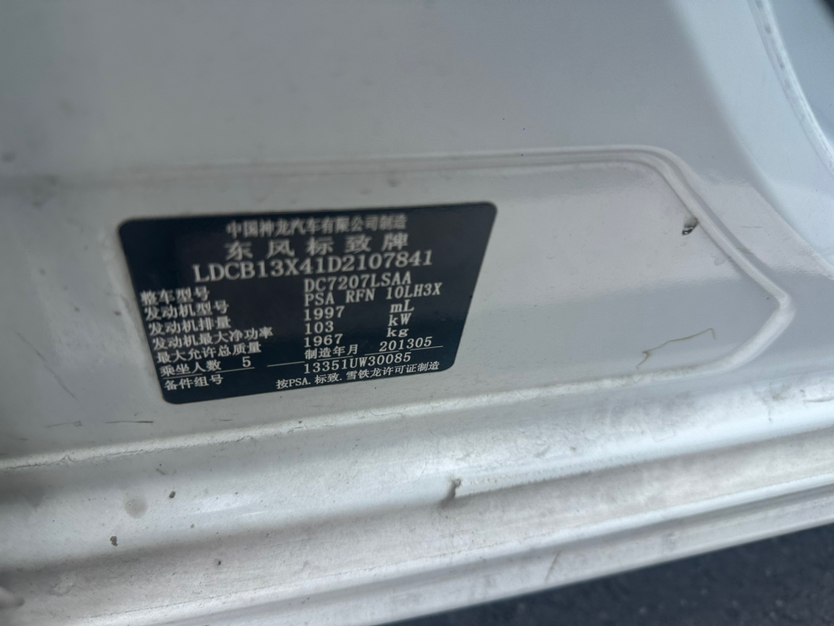 中国神龙汽车有限公司制造
东风标致牌
LDCB13X41D2107841
整车型号 DC7207LSAA
发动机型号 PSA RFN 10LH3X
发动机排量 1997 mL
发动机最大净功率 103 kW
最大允许总质量 1967 kg
乘坐人数 5 制造年月 201305
备件组号 13351UW30085
按PSA.标致.雪铁龙许可证制造